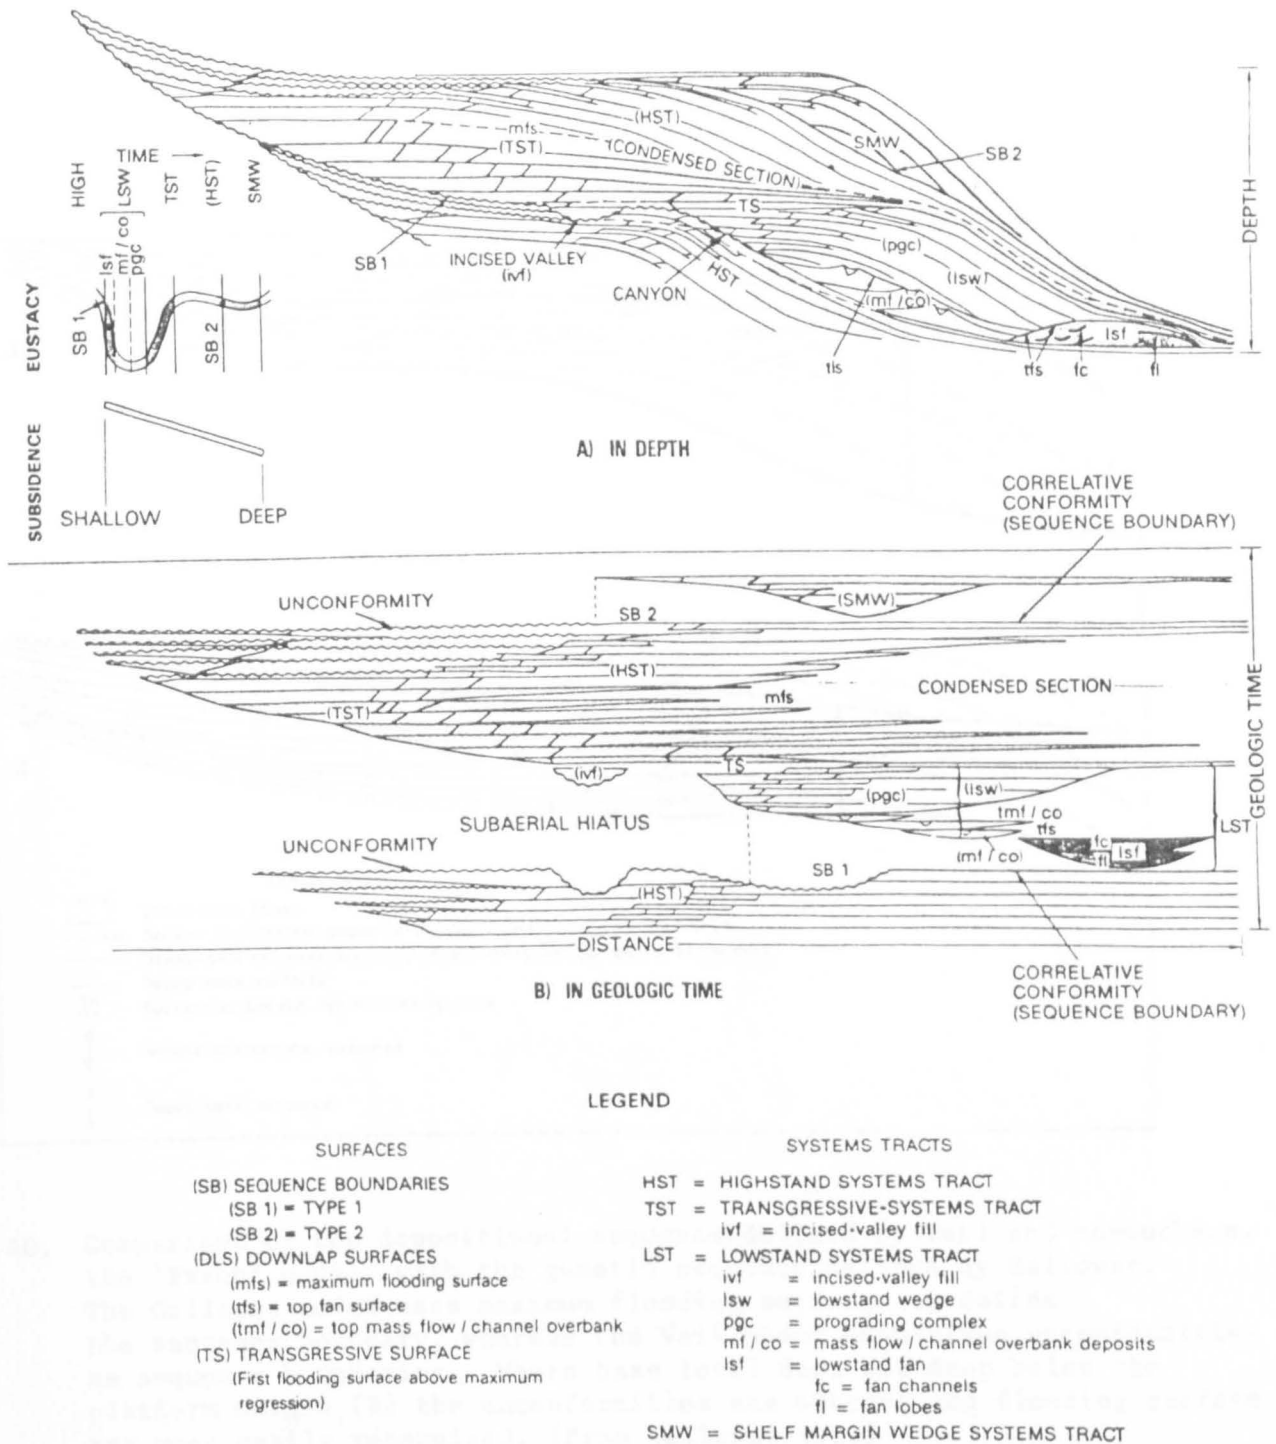 (HST)
SMW
SB 2
mfs
(TST)
(CONDENSED SECTION)
TS
(pgc)
(lsw)
SB 1
INCISED VALLEY
(ivf)
CANYON
HST
(mf/co)
lsf
tfs
fc
fl
DEPTH
TIME
HIGH
LSW
TST
(HST)
SMW
lsf
mf/co
pgc
EUSTACY
SB 1
SB 2
SUBSIDENCE
SHALLOW
DEEP
A) IN DEPTH
CORRELATIVE
CONFORMITY
(SEQUENCE BOUNDARY)
UNCONFORMITY
(SMW)
SB 2
(HST)
CONDENSED SECTION
mfs
(TST)
TS
(ivf)
(pgc)
(lsw)
tmf/co
tfs
fc
lsf
fl
LST
SUBAERIAL HIATUS
UNCONFORMITY
(mf/co)
SB 1
(HST)
GEOLOGIC TIME
DISTANCE
B) IN GEOLOGIC TIME
CORRELATIVE
CONFORMITY
(SEQUENCE BOUNDARY)
LEGEND
SURFACES
(SB) SEQUENCE BOUNDARIES
(SB 1) = TYPE 1
(SB 2) = TYPE 2
(DLS) DOWNLAP SURFACES
(mfs) = maximum flooding surface
(tfs) = top fan surface
(tmf/co) = top mass flow / channel overbank
(TS) TRANSGRESSIVE SURFACE
(First flooding surface above maximum
regression)
SYSTEMS TRACTS
HST = HIGHSTAND SYSTEMS TRACT
TST = TRANSGRESSIVE-SYSTEMS TRACT
ivf = incised-valley fill
LST = LOWSTAND SYSTEMS TRACT
ivf = incised-valley fill
lsw = lowstand wedge
pgc = prograding complex
mf/co = mass flow / channel overbank deposits
lsf = lowstand fan
fc = fan channels
fl = fan lobes
SMW = SHELF MARGIN WEDGE SYSTEMS TRACT